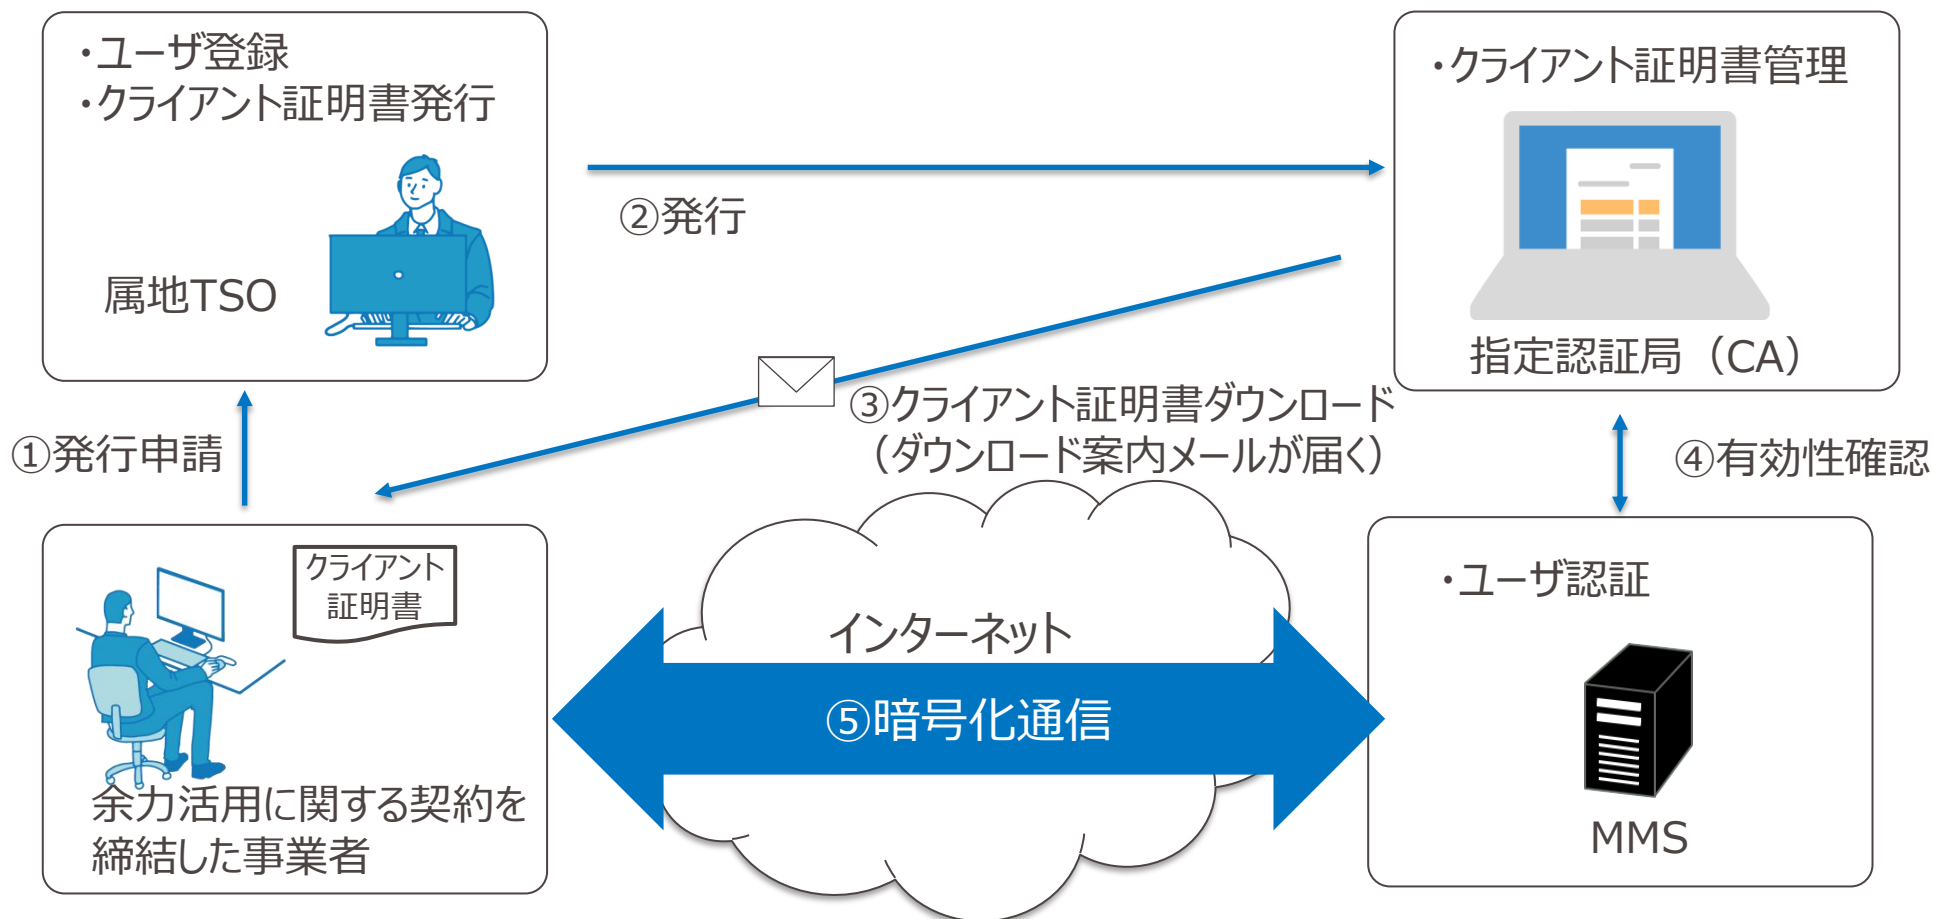 ・ユーザ登録
・クライアント証明書発行
属地TSO
②発行
・クライアント証明書管理
指定認証局（CA）
①発行申請
③クライアント証明書ダウンロード
（ダウンロード案内メールが届く）
④有効性確認
クライアント
証明書
余力活用に関する契約を
締結した事業者
インターネット
⑤暗号化通信
・ユーザ認証
MMS